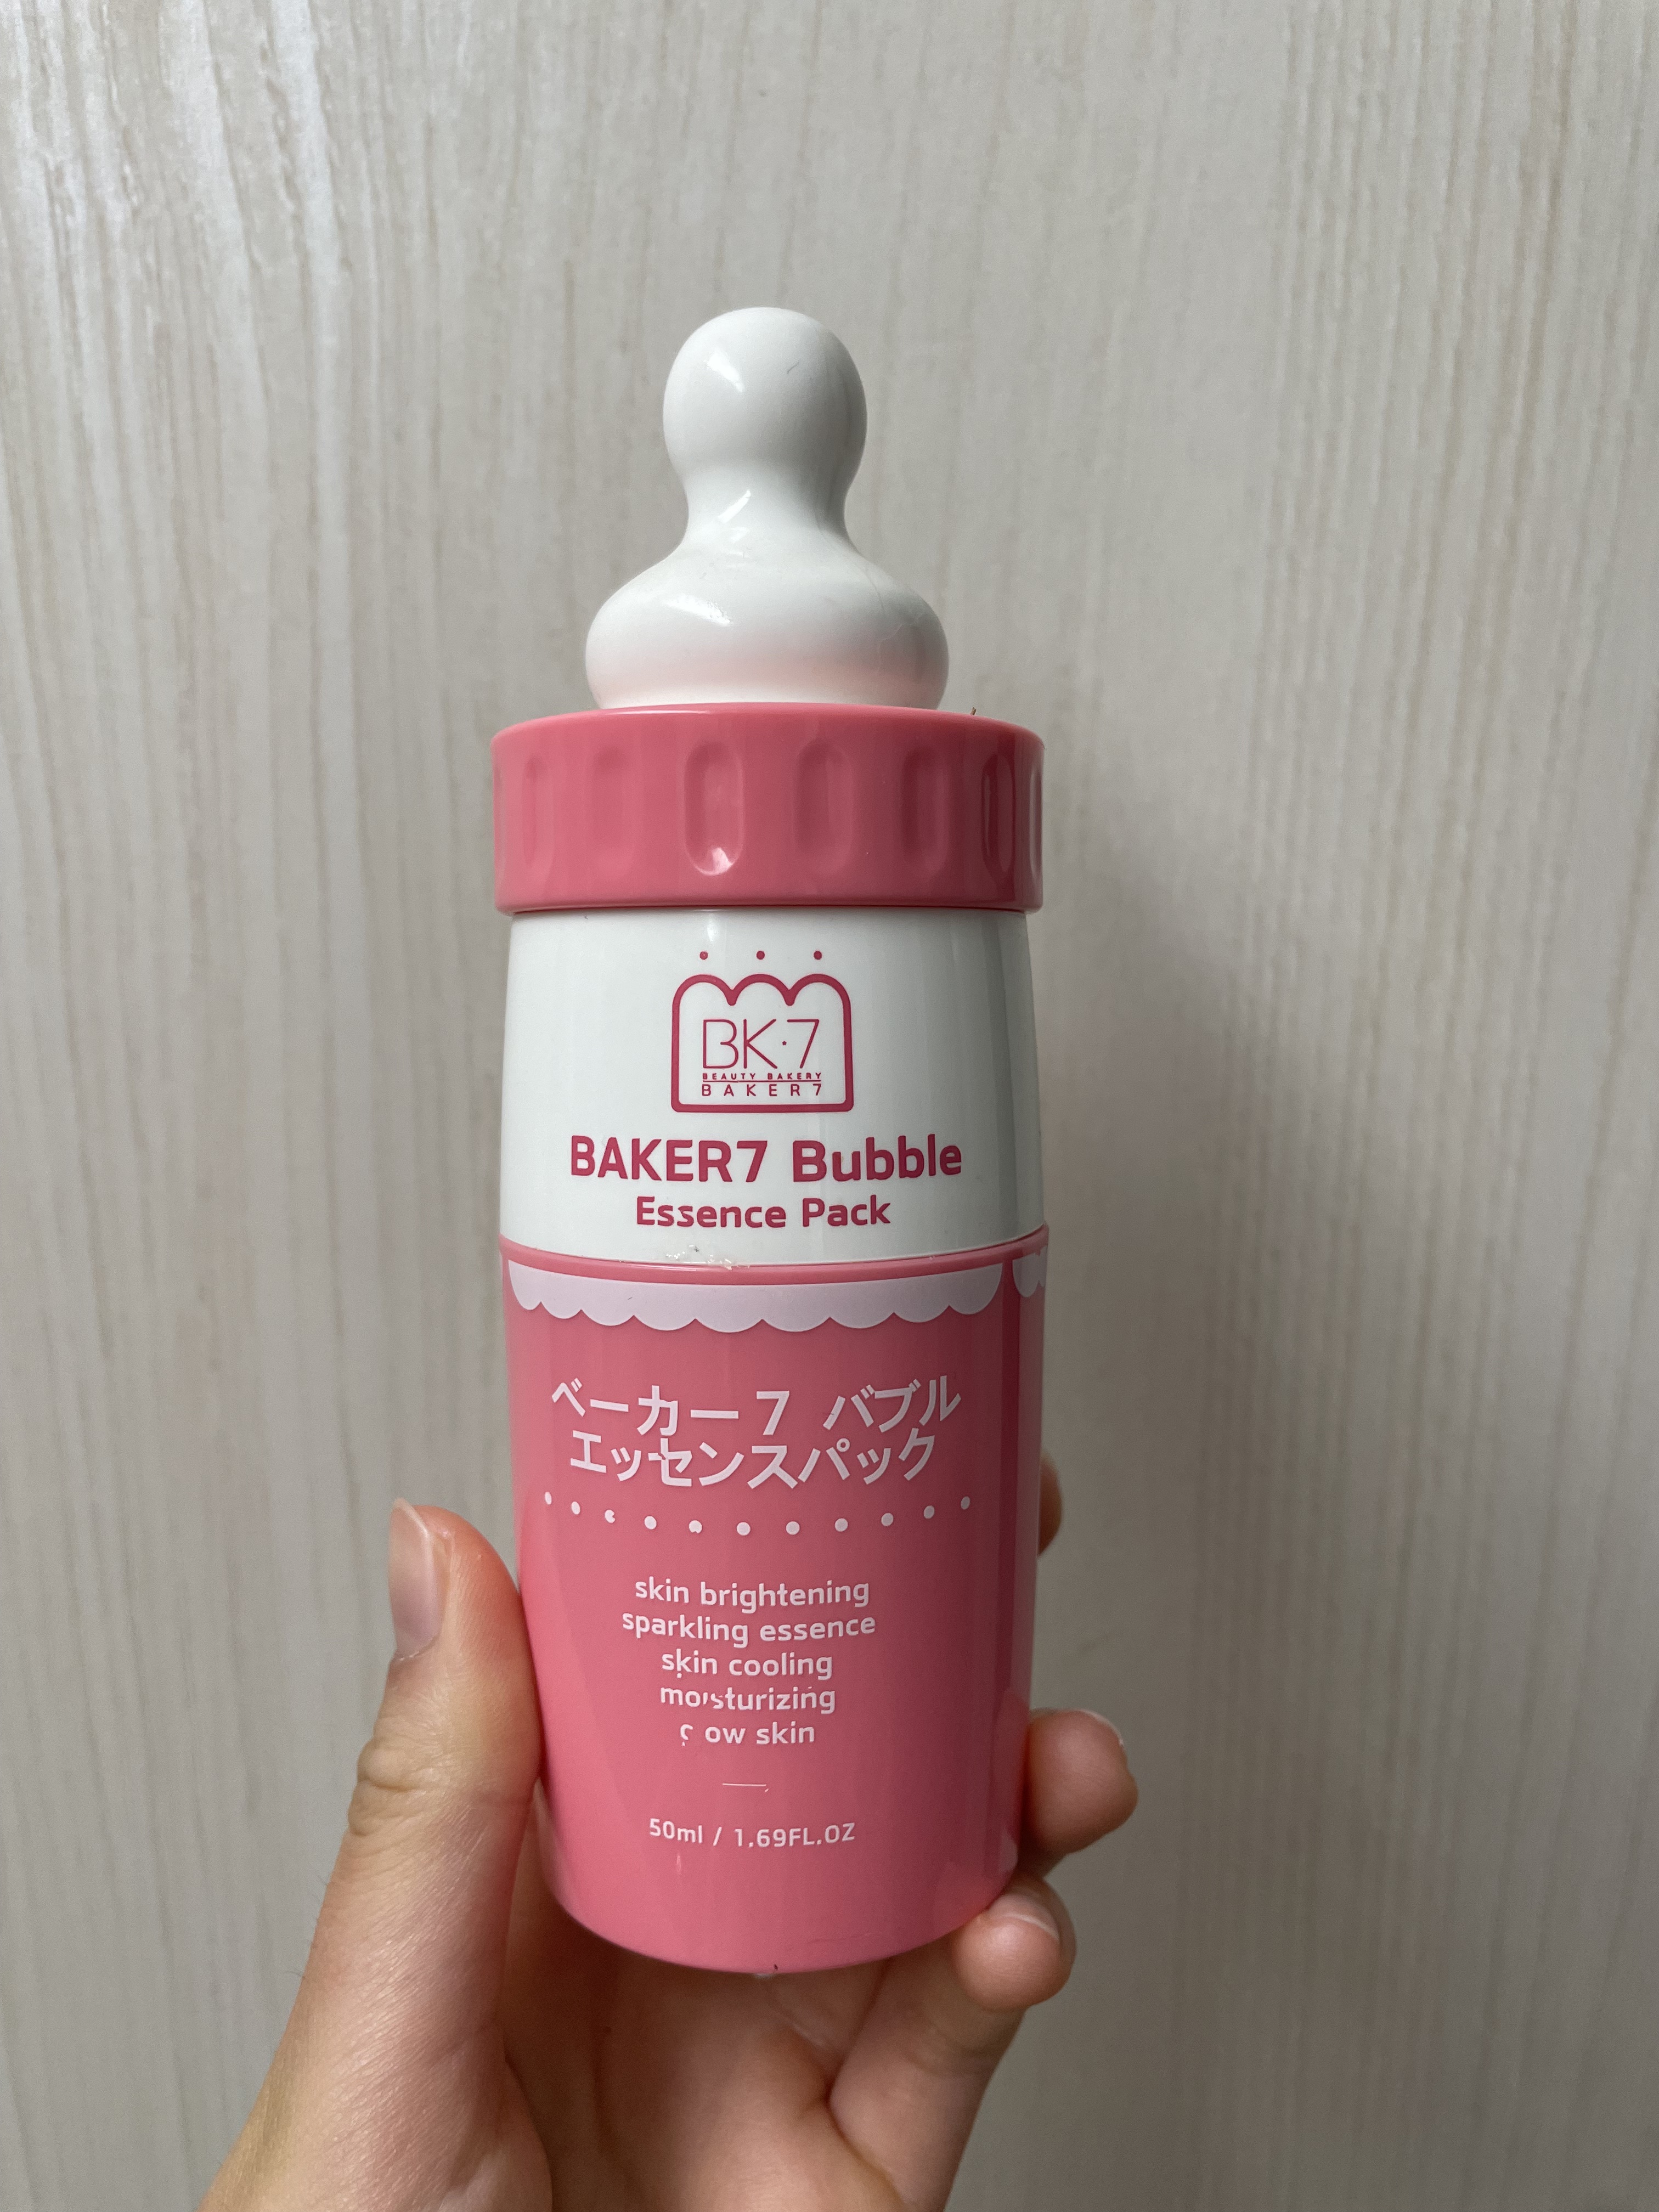 BK·7
BEAUTY BAKERY
BAKER7
BAKER7 Bubble
Essence Pack
ベーカー7 バブル
エッセンスパック
skin brightening
sparkling essence
skin cooling
moisturizing
skin
50ml / 1.69FL.OZ